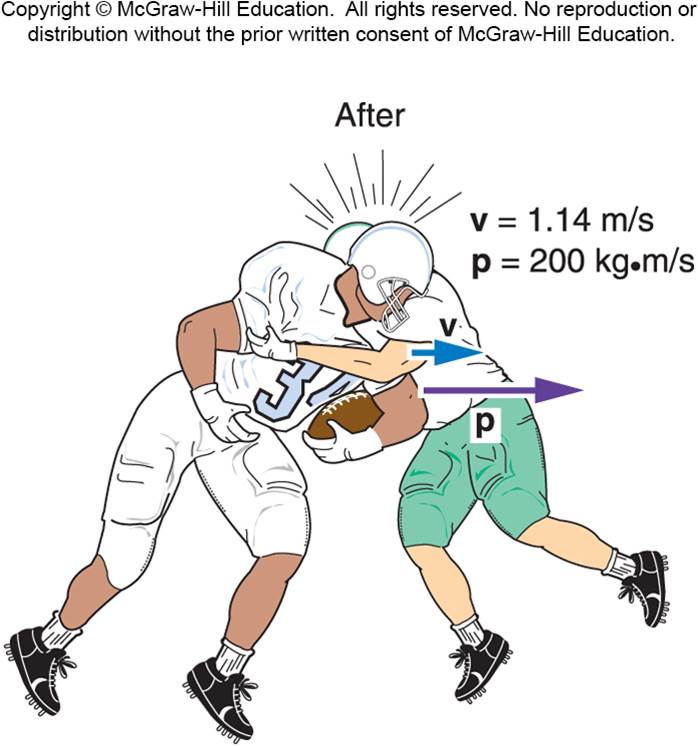 Copyright © McGraw-Hill Education. All rights reserved. No reproduction or
distribution without the prior written consent of McGraw-Hill Education.
After
v = 1.14 m/s
p = 200 kg•m/s
v
34
p